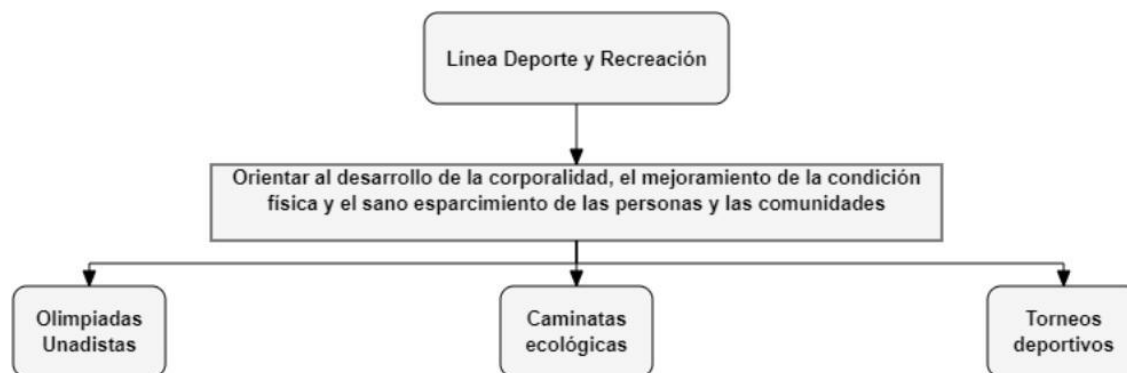 Línea Deporte y Recreación
Orientar al desarrollo de la corporalidad, el mejoramiento de la condición
física y el sano esparcimiento de las personas y las comunidades
Olimpiadas
Unadistas
Caminatas
ecológicas
Torneos
deportivos